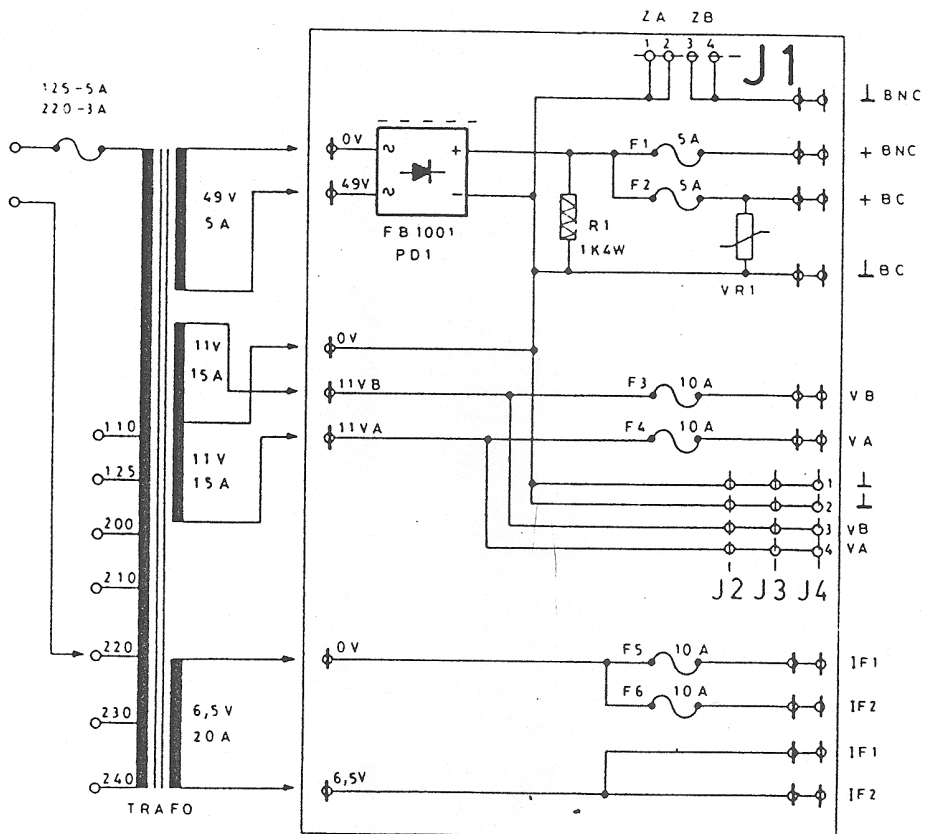 ZA ZB
1 2 3 4
J1
125-5A
220-3A
⊥ BNC
0V
~
+
F1 5A
+ BNC
49V
~
−
F2 5A
+ BC
49V
5A
FB1001
PD1
R1
1K4W
VR1
⊥ BC
11V
15A
0V
11VB
F3 10A
VB
11VA
F4 10A
VA
110
11V
15A
125
1 ⊥
2 ⊥
3 VB
4 VA
200
210
J2 J3 J4
220
0V
F5 10A
IF1
F6 10A
IF2
230
6,5V
20A
IF1
240
6,5V
IF2
TRAFO